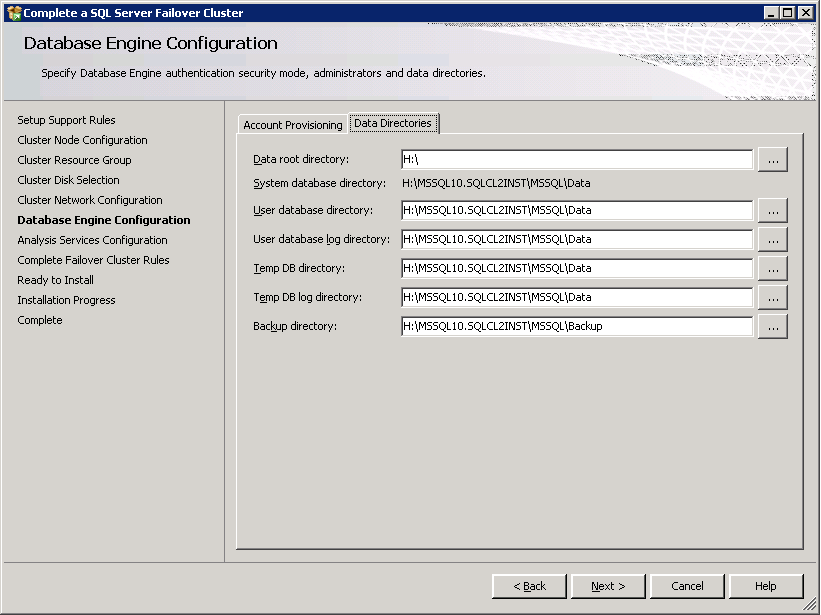 Complete a SQL Server Failover Cluster
Database Engine Configuration
Specify Database Engine authentication security mode, administrators and data directories.
Setup Support Rules
Cluster Node Configuration
Cluster Resource Group
Cluster Disk Selection
Cluster Network Configuration
Database Engine Configuration
Analysis Services Configuration
Complete Failover Cluster Rules
Ready to Install
Installation Progress
Complete
Account Provisioning Data Directories
Data root directory: H:\ ...
System database directory: H:\MSSQL10.SQLCL2INST\MSSQL\Data
User database directory: H:\MSSQL10.SQLCL2INST\MSSQL\Data ...
User database log directory: H:\MSSQL10.SQLCL2INST\MSSQL\Data ...
Temp DB directory: H:\MSSQL10.SQLCL2INST\MSSQL\Data ...
Temp DB log directory: H:\MSSQL10.SQLCL2INST\MSSQL\Data ...
Backup directory: H:\MSSQL10.SQLCL2INST\MSSQL\Backup ...
< Back Next > Cancel Help